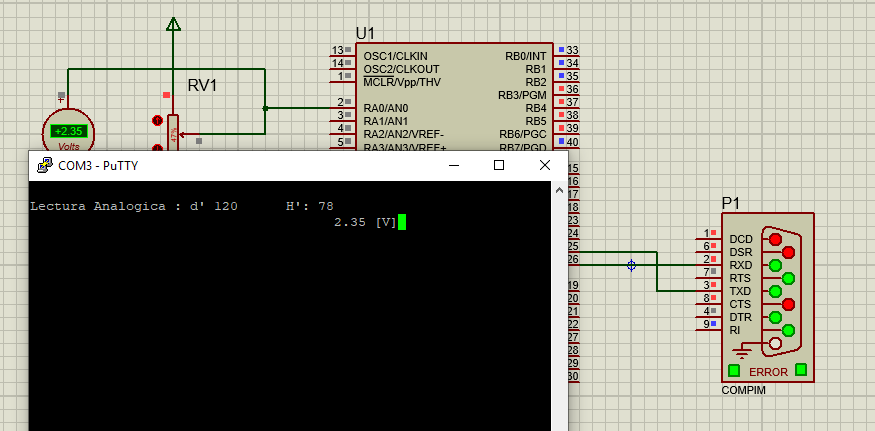 U1
13
OSC1/CLKIN
RB0/INT
33
14
OSC2/CLKOUT
RB1
34
1
MCLR/Vpp/THV
RB2
35
RB3/PGM
36
2
RA0/AN0
RB4
37
3
RA1/AN1
RB5
38
4
RA2/AN2/VREF-
RB6/PGC
39
5
RA3/AN3/VREF+
RB7/PGD
40
RV1
47%
+2.35
Volts
COM3 - PuTTY
Lectura Analogica : d' 120 H': 78
2.35 [V]
15
16
17
18
23
24
25
26
19
20
21
22
27
28
29
30
P1
1
DCD
6
DSR
2
RXD
7
RTS
3
TXD
8
CTS
4
DTR
9
RI
ERROR
COMPIM